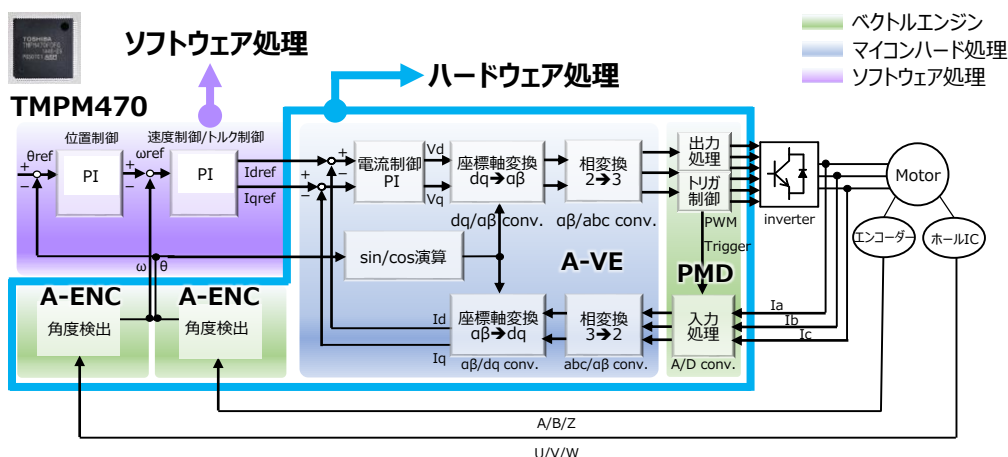 TOSHIBA
ベクトルエンジン
マイコンハード処理
ソフトウェア処理
ソフトウェア処理
ハードウェア処理
TMPM470
位置制御
速度制御/トルク制御
θref
+
−
PI
+
−
ωref
PI
Idref
Iqref
+
−
+
−
電流制御
PI
Vd
Vq
座標軸変換
dq→αβ
dq/αβ conv.
相変換
2→3
αβ/abc conv.
出力
処理
トリガ
制御
PWM
Trigger
inverter
Motor
エンコーダー
ホールIC
sin/cos演算
A-VE
PMD
ω
θ
A-ENC
角度検出
A-ENC
角度検出
Id
Iq
座標軸変換
αβ→dq
αβ/dq conv.
相変換
3→2
abc/αβ conv.
入力
処理
A/D conv.
Ia
Ib
Ic
A/B/Z
U/V/W